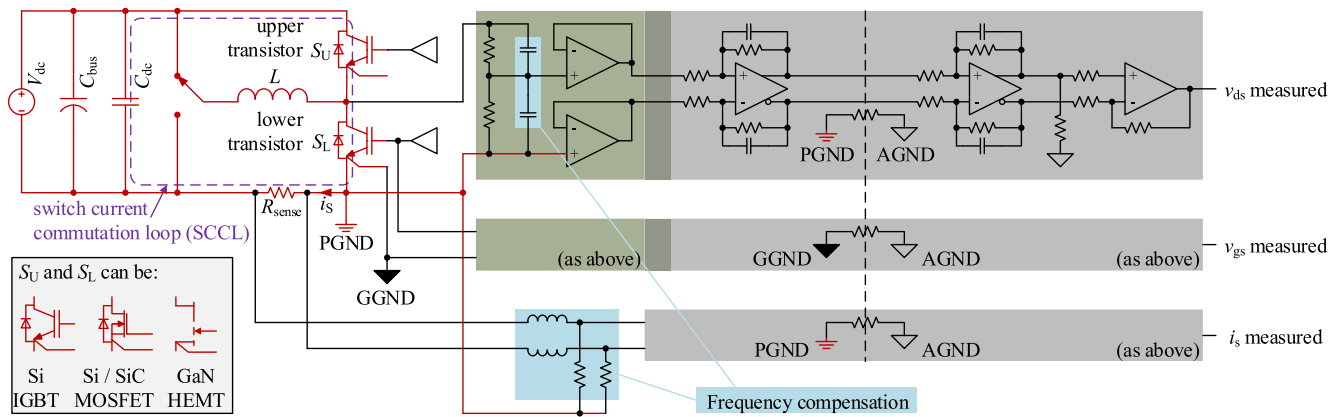 upper
transistor
S_U
V_dc
C_bus
C_dc
L
lower
transistor
S_L
R_sense
i_S
PGND
switch current
commutation loop (SCCL)
GGND
S_U and S_L can be:
Si
IGBT
Si / SiC
MOSFET
GaN
HEMT
+
-
-
+
+
-
+
-
+
-
PGND
AGND
v_ds measured
(as above)
GGND
AGND
(as above)
v_gs measured
PGND
AGND
(as above)
i_s measured
Frequency compensation